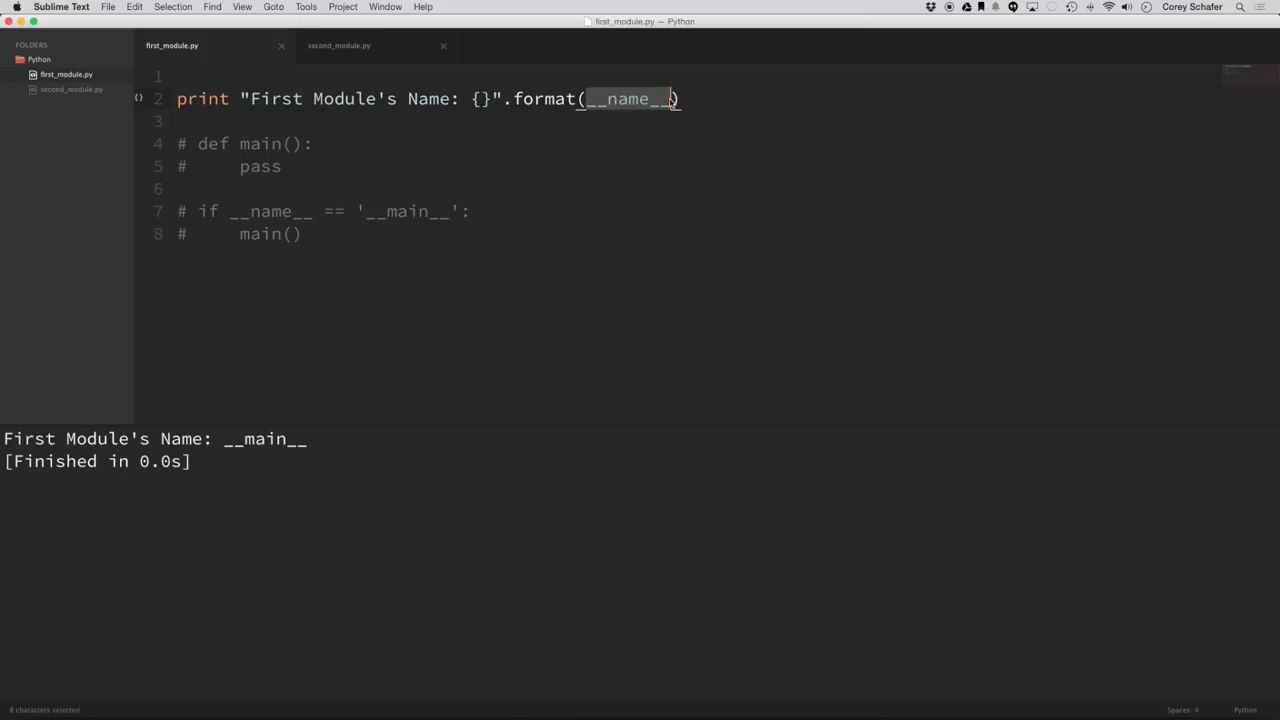 Sublime Text File Edit Selection Find View Goto Tools Project Window Help Corey Schafer
first_module.py — Python
FOLDERS
Python
first_module.py
second_module.py
first_module.py second_module.py
1
2 print "First Module's Name: {}".format(__name__)
3
4 # def main():
5 #     pass
6
7 # if __name__ == '__main__':
8 #     main()
First Module's Name: __main__
[Finished in 0.0s]
8 characters selected Spaces: 4 Python